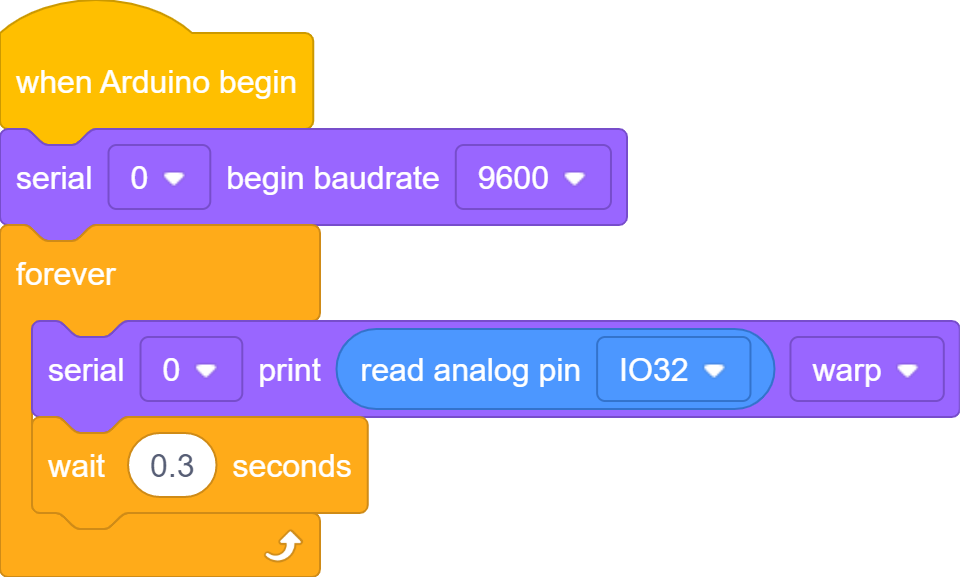 when Arduino begin
serial 0 begin baudrate 9600
forever
serial 0 print read analog pin IO32 warp
wait 0.3 seconds